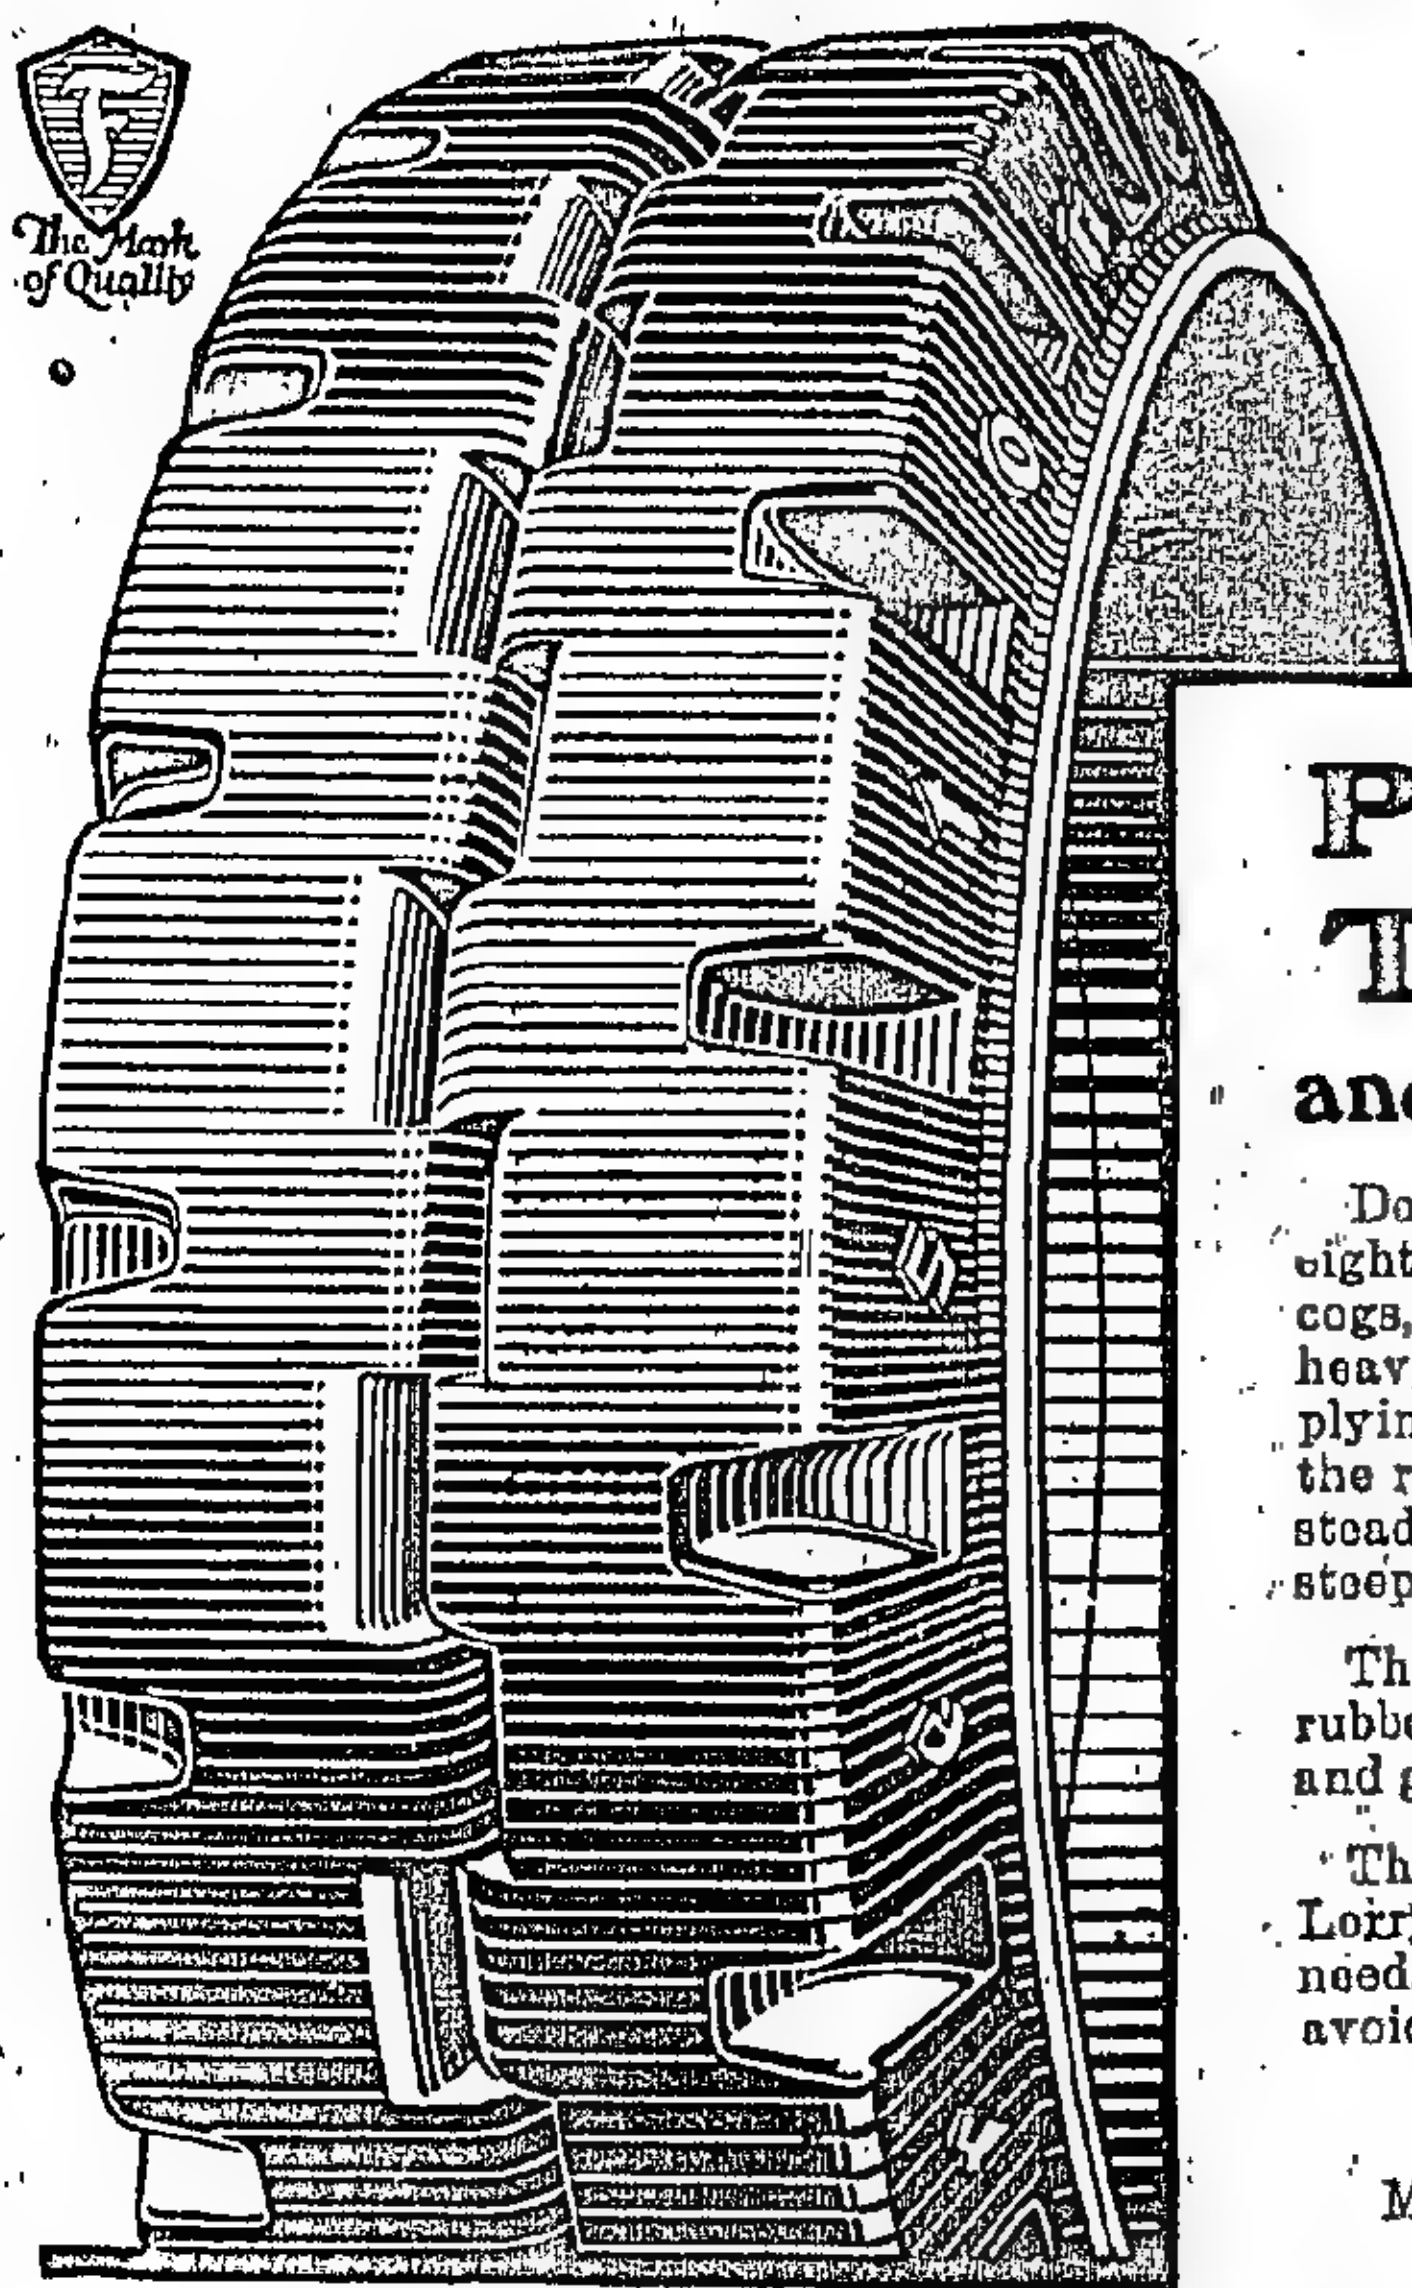 F
The Mark
of Quality
P
T
and
Do
eight
cogs,
heav
plyin
the r
stead
steep
Th
rubbe
and g
Th
Lorr
need
avoid
M